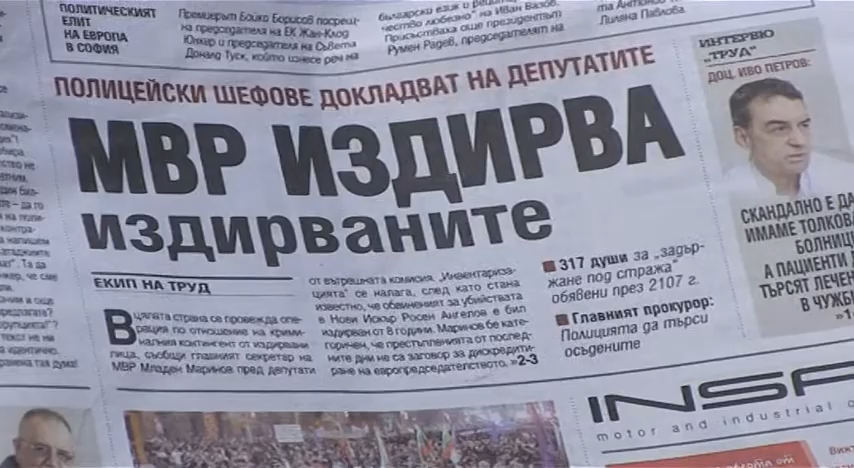 ПОЛИТИЧЕСКИЯТ
ЕЛИТ
НА ЕВРОПА
В СОФИЯ
Премиерът Бойко Борисов посрещ-
на председателя на ЕК Жан-Клод
Юнкер и председателя на Съвета
Доналд Туск, който изнесе реч на
български език и
чество любезно" на Иван Вазов.
Присъстваха още президентът
Румен Радев, председателят на
та
Лиляна Павлова.
ПОЛИЦЕЙСКИ ШЕФОВЕ ДОКЛАДВАТ НА ДЕПУТАТИТЕ
МВР ИЗДИРВА
издирваните
ЕКИП НА ТРУД
В цялата страна се провежда опе-
рация по отношение на крими-
налния контингент от издирвани
лица, съобщи главният секретар на
МВР Младен Маринов пред депутати
от вътрешната комисия. „Инвентаризаци-
цията" се налага, след като стана
известно, че обвиненият за убийствата
в Нови Искър Росен Ангелов е бил
издирван от 8 години. Маринов бе кате-
горичен, че престъпленията от послед-
ните дни не са заговор за дискредити-
ране на европредседателството. »2-3
317 души за „задър-
жане под стража"
обявени през 2107 г.
Главният прокурор:
Полицията да търси
осъдените
ИНТЕРВЮ
„ТРУД"
ДОЦ. ИВО ПЕТРОВ:
СКАНДАЛНО Е ДА
ИМАМЕ ТОЛКОВА
БОЛНИЦ
А ПАЦИЕНТИ
ТЪРСЯТ ЛЕЧЕН
В ЧУЖБ
INSA
motor and industrial